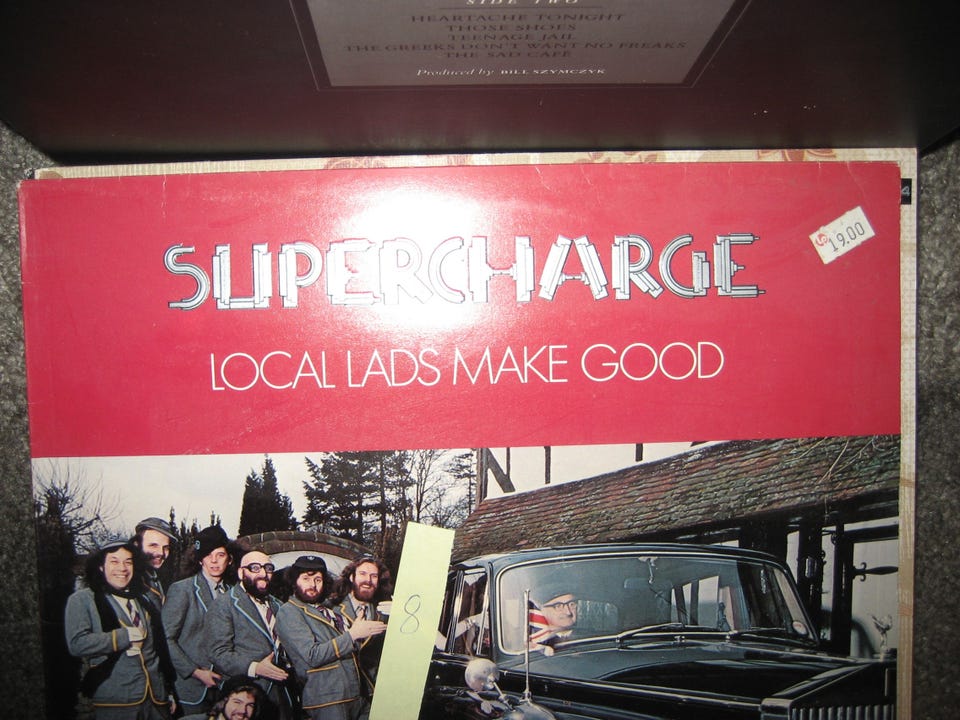 SIDE TWO
HEARTACHE TONIGHT
THOSE SHOES
TEENAGE JAIL
THE GREEKS DON'T WANT NO FREAKS
THE SAD CAFÉ
Produced by BILL SZYMCZYK
SUPERCHARGE
19.00
LOCAL LADS MAKE GOOD
8